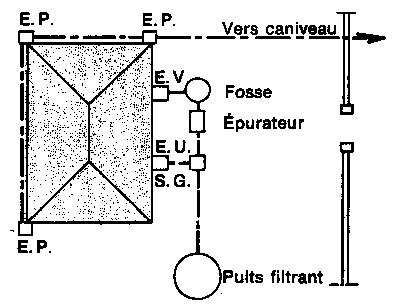 E.P.
E.P.
Vers caniveau
E.V
Fosse
Épurateur
E.U.
S.G.
E.P.
Puits filtrant